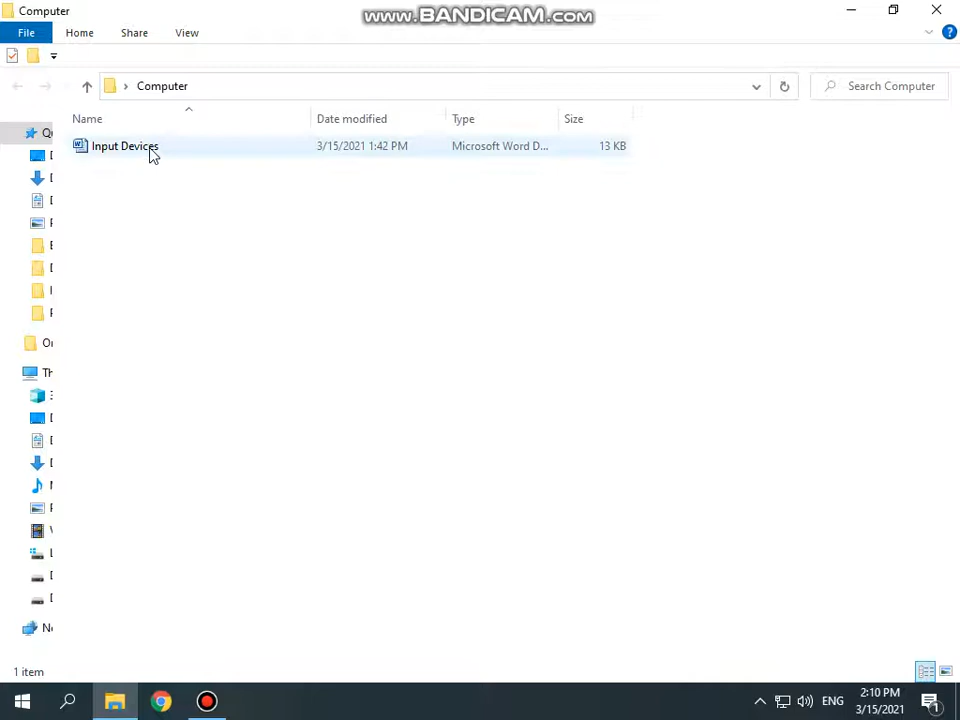 Computer
www.BANDICAM.com
File Home Share View
Computer
Search Computer
Name Date modified Type Size
Input Devices 3/15/2021 1:42 PM Microsoft Word D... 13 KB
1 item
ENG
2:10 PM
3/15/2021
1